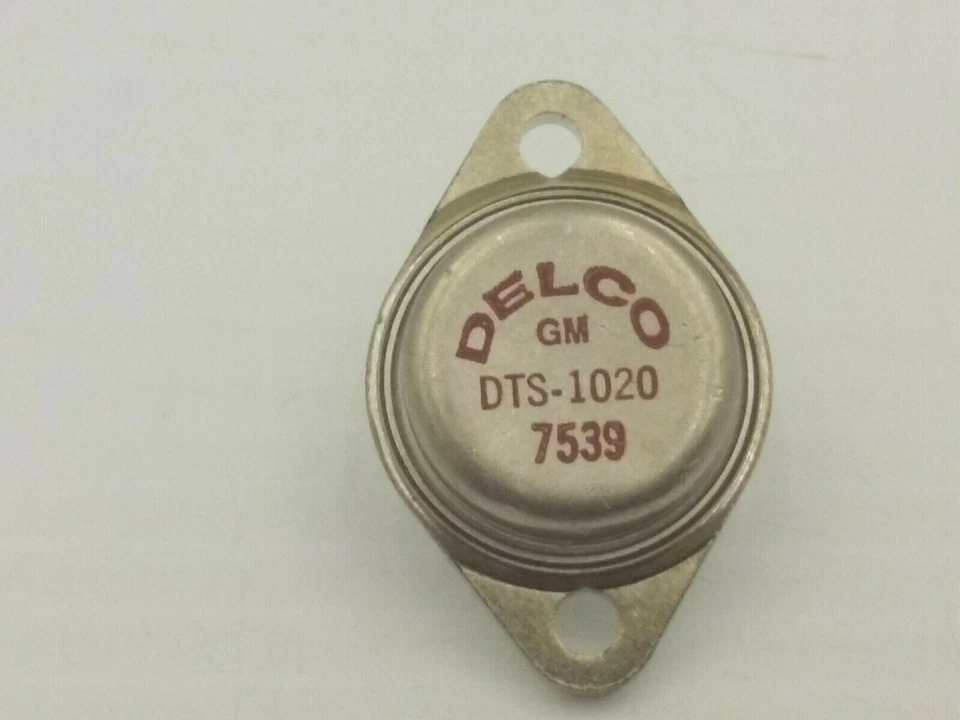 DELCO
GM
DTS-1020
7539